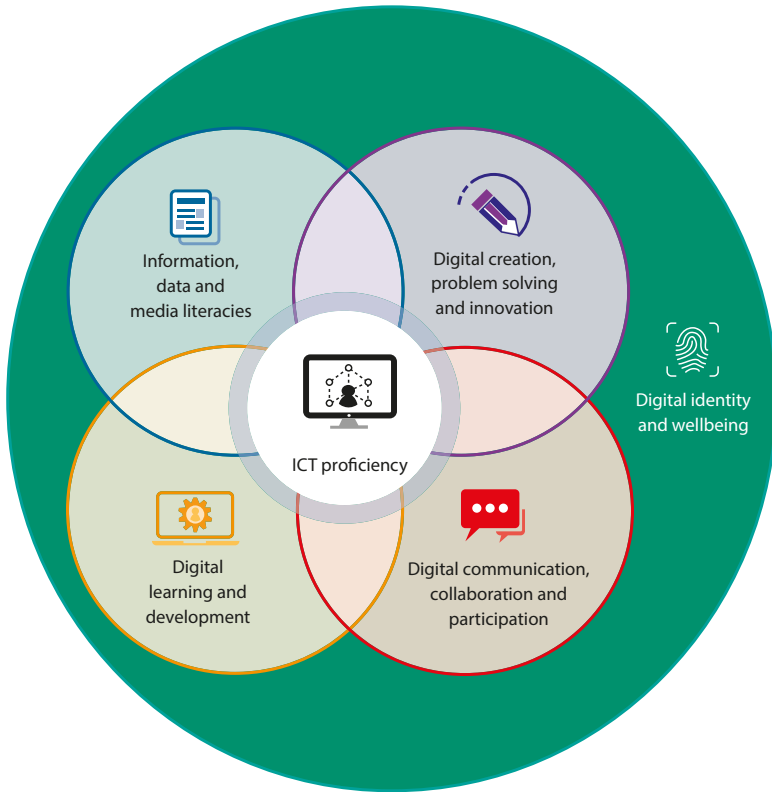 Information,
data and
media literacies
Digital creation,
problem solving
and innovation
Digital identity
and wellbeing
ICT proficiency
Digital
learning and
development
Digital communication,
collaboration and
participation